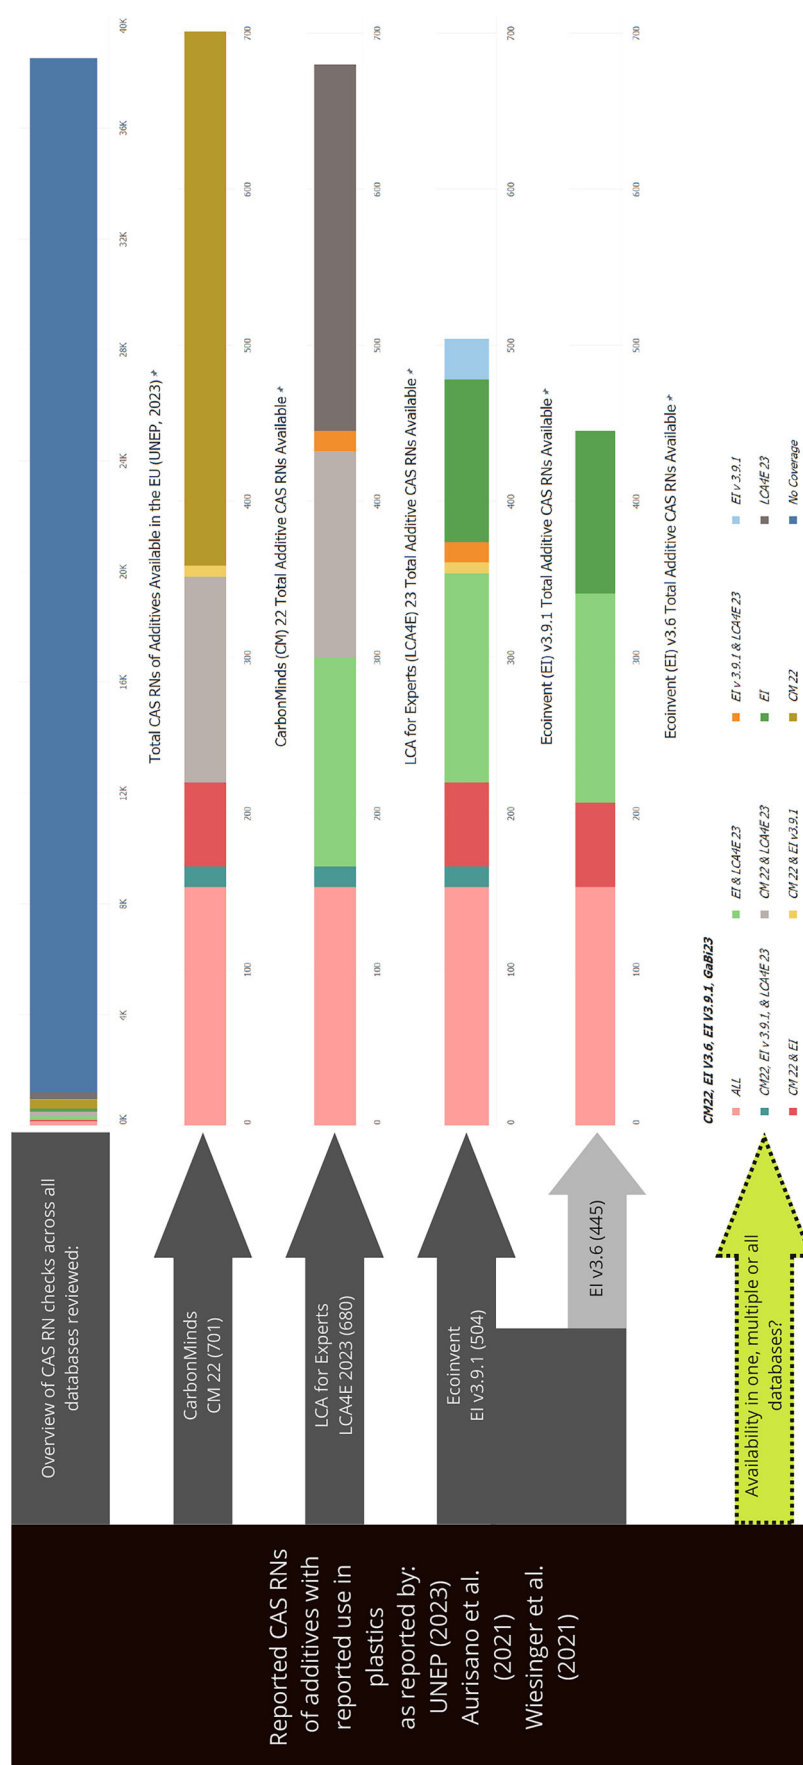 Reported CAS RNs
of additives with
reported use in
plastics
as reported by:
UNEP (2023)
Aurisano et al.
(2021)
Wiesinger et al.
(2021)
Overview of CAS RN checks across all
databases reviewed:
0K 4K 8K 12K 16K 20K 24K 28K 32K 36K 40K
Total CAS RNs of Additives Available in the EU (UNEP, 2023) *
CarbonMinds
CM 22 (701)
0 100 200 300 400 500 600 700
CarbonMinds (CM) 22 Total Additive CAS RNs Available *
LCA for Experts
LCA4E 2023 (680)
0 100 200 300 400 500 600 700
LCA for Experts (LCA4E) 23 Total Additive CAS RNs Available *
Ecoinvent
EI v3.9.1 (504)
0 100 200 300 400 500 600 700
Ecoinvent (EI) v3.9.1 Total Additive CAS RNs Available *
EI v3.6 (445)
0 100 200 300 400 500 600 700
Ecoinvent (EI) v3.6 Total Additive CAS RNs Available *
Availability in one, multiple or all
databases?
CM22, EI V3.6, EI V3.9.1, GaBi23
ALL
EI & LCA4E 23
EI v 3.9.1 & LCA4E 23
EI v 3.9.1
CM22, EI v 3.9.1, & LCA4E 23
CM 22 & LCA4E 23
EI
LCA4E 23
CM 22 & EI
CM 22 & EI v3.9.1
CM 22
No Coverage